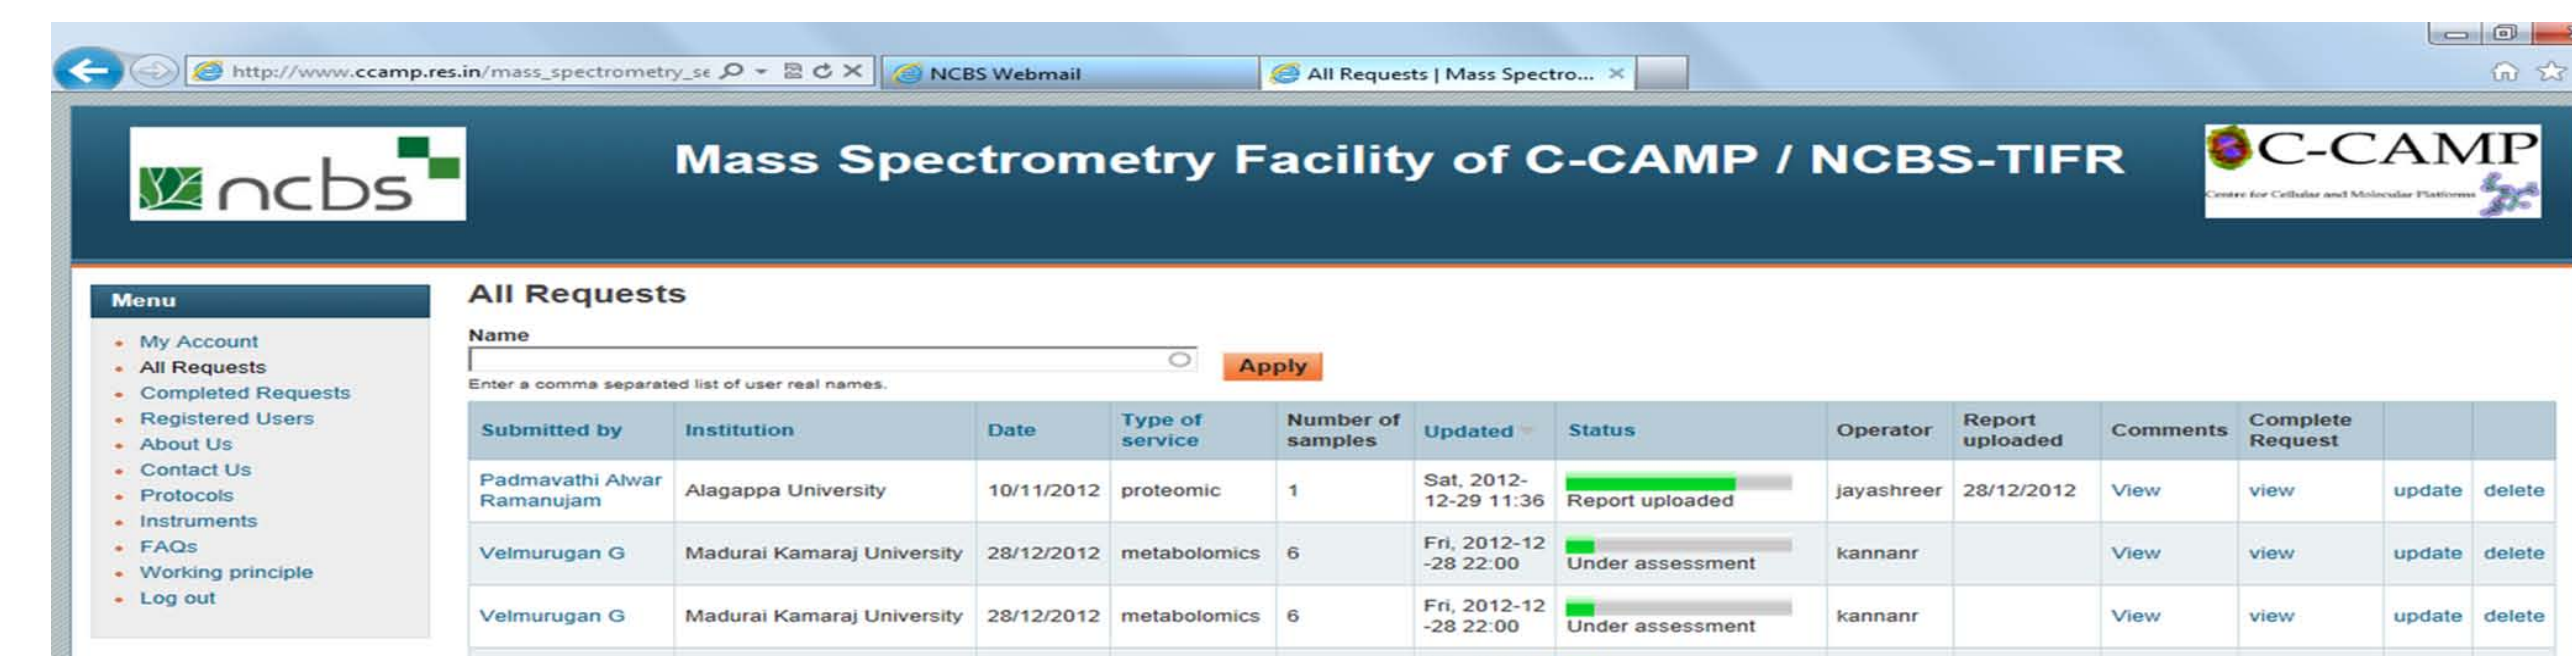 http://www.ccamp.res.in/mass_spectrometry_se
NCBS Webmail
All Requests | Mass Spectro...
ncbs
Mass Spectrometry Facility of C-CAMP / NCBS-TIFR
C-CAMP
Centre for Cellular and Molecular Platforms
Menu
My Account
All Requests
Completed Requests
Registered Users
About Us
Contact Us
Protocols
Instruments
FAQs
Working principle
Log out
All Requests
Name
Apply
Enter a comma separated list of user real names.
Submitted by Institution Date Type of service Number of samples Updated Status Operator Report uploaded Comments Complete Request
Padmavathi Alwar Ramanujam Alagappa University 10/11/2012 proteomic 1 Sat, 2012-12-29 11:36 Report uploaded jayashreer 28/12/2012 View view update delete
Velmurugan G Madurai Kamaraj University 28/12/2012 metabolomics 6 Fri, 2012-12-28 22:00 Under assessment kannanr View view update delete
Velmurugan G Madurai Kamaraj University 28/12/2012 metabolomics 6 Fri, 2012-12-28 22:00 Under assessment kannanr View view update delete